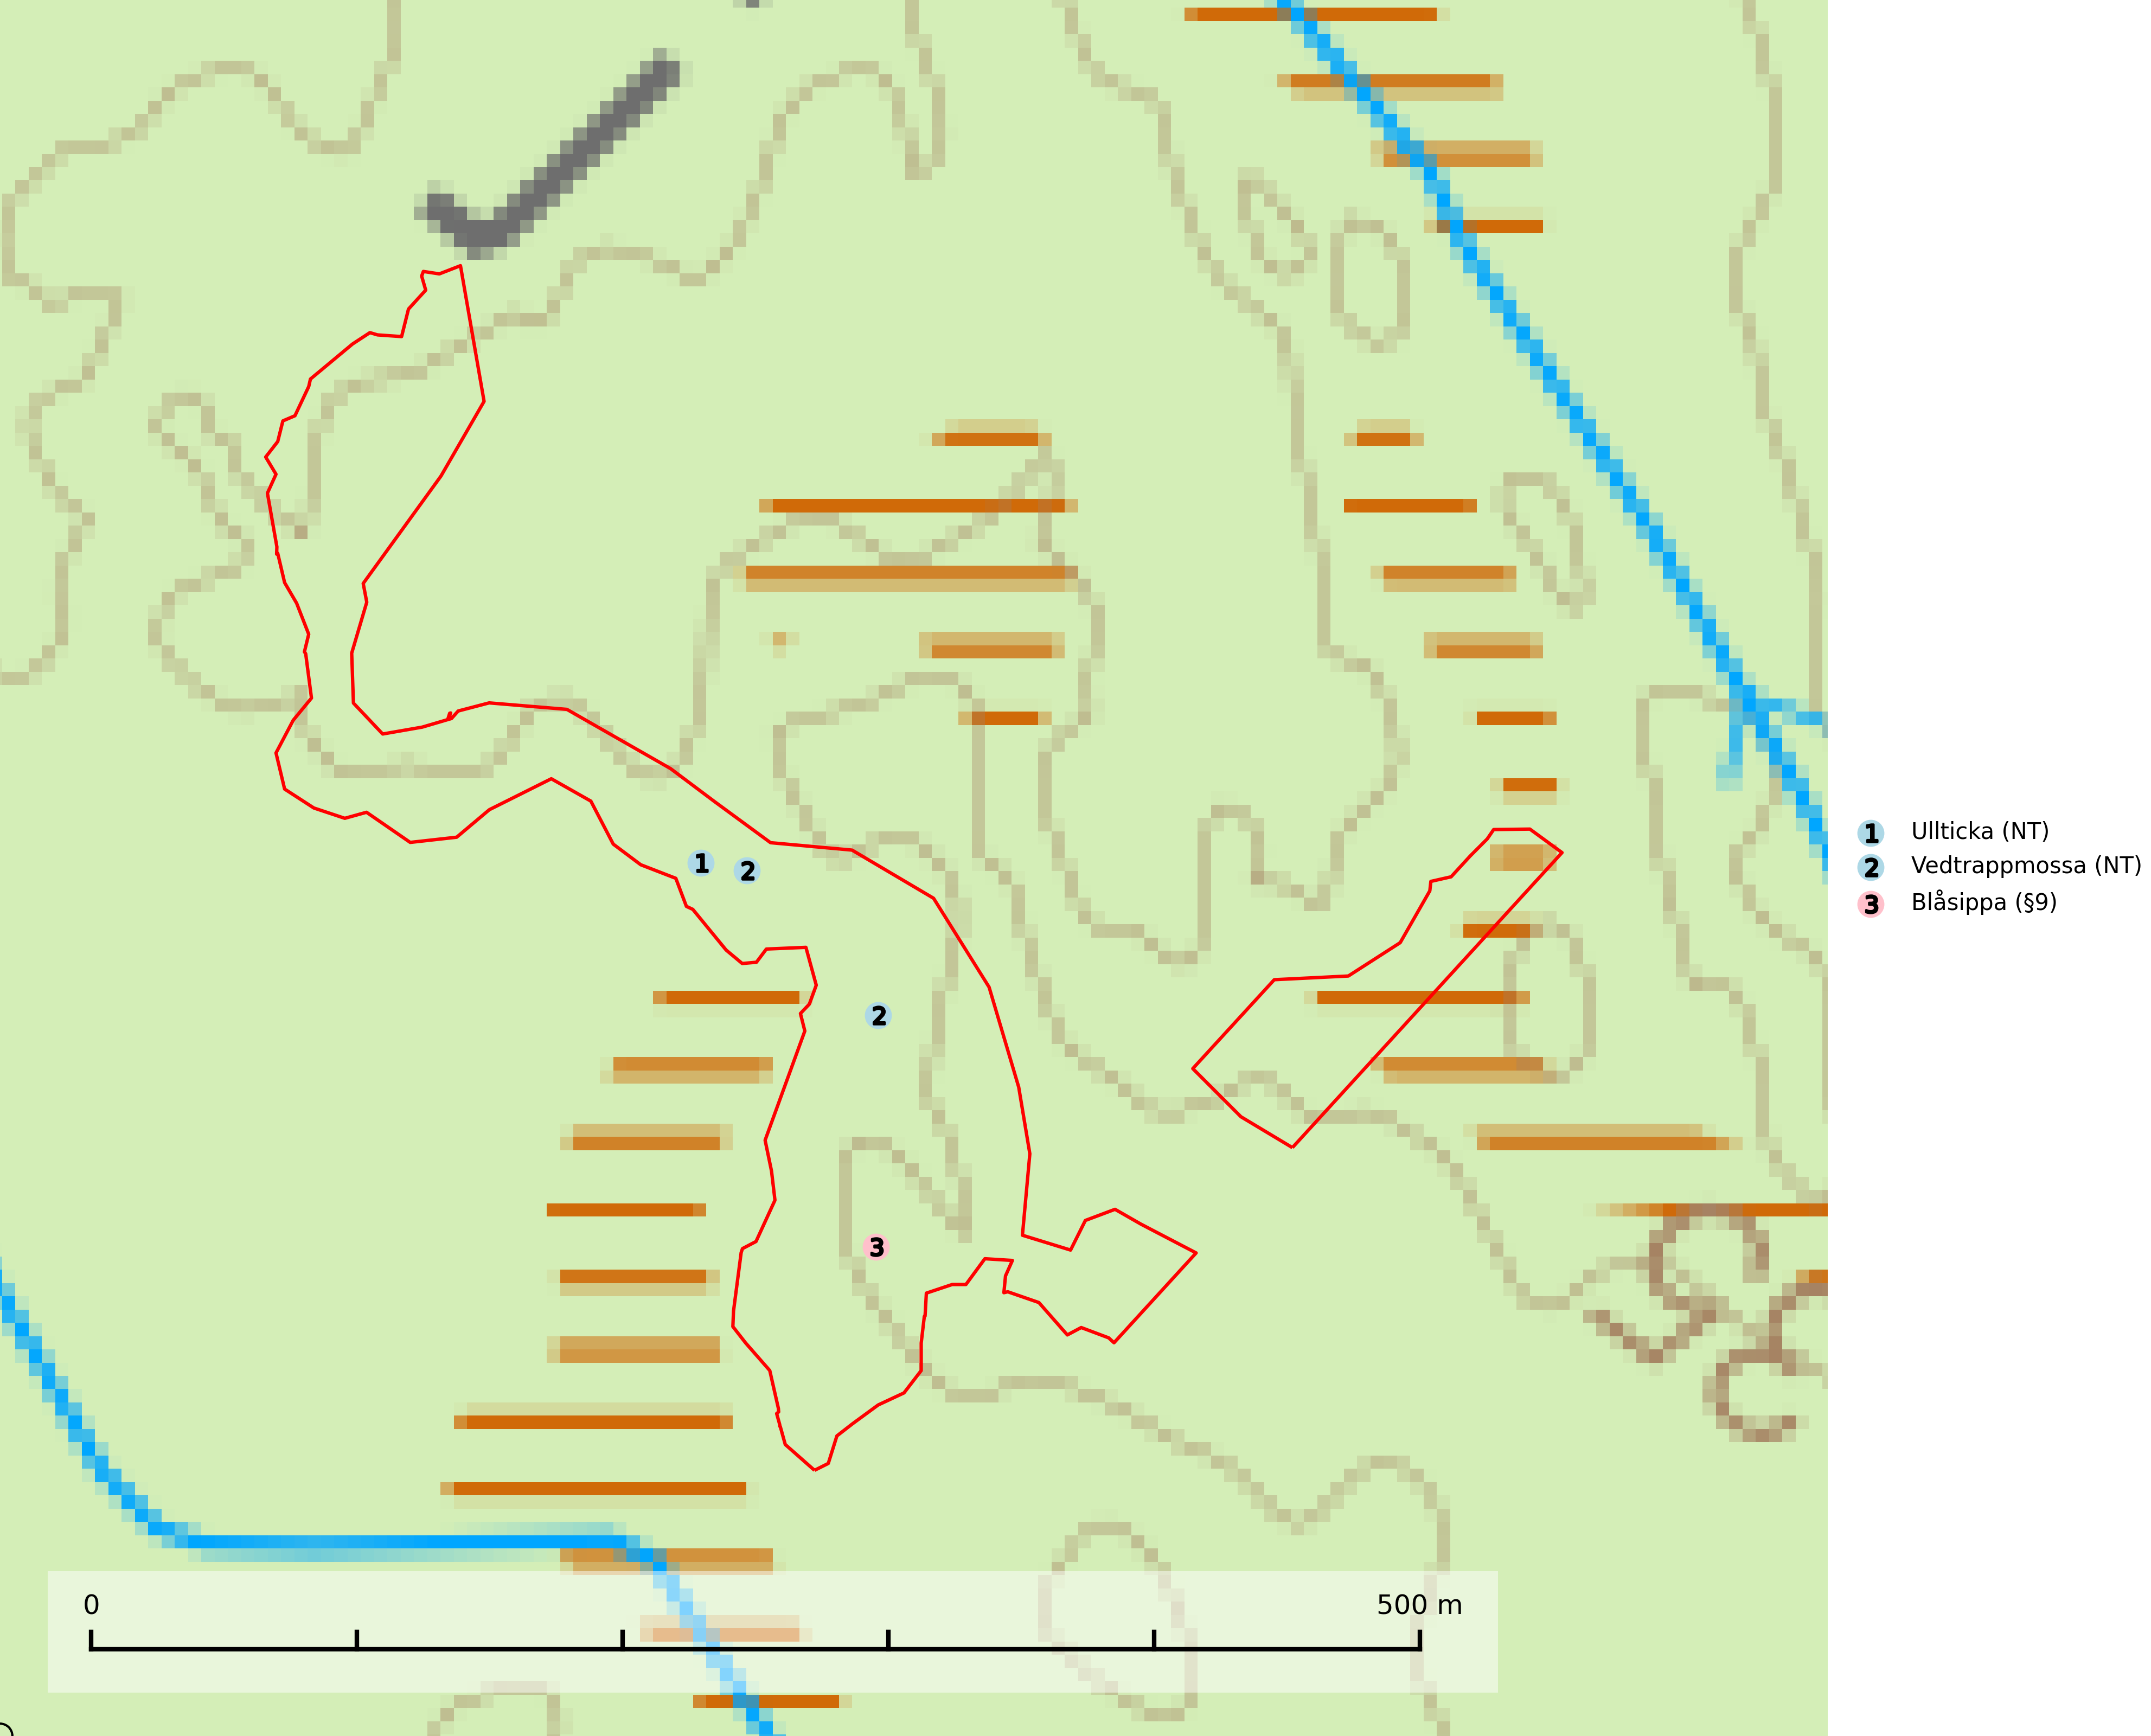 1
2
2
3
1 Ullticka (NT)
2 Vedtrappmossa (NT)
3 Blåsippa (§9)
0 500 m